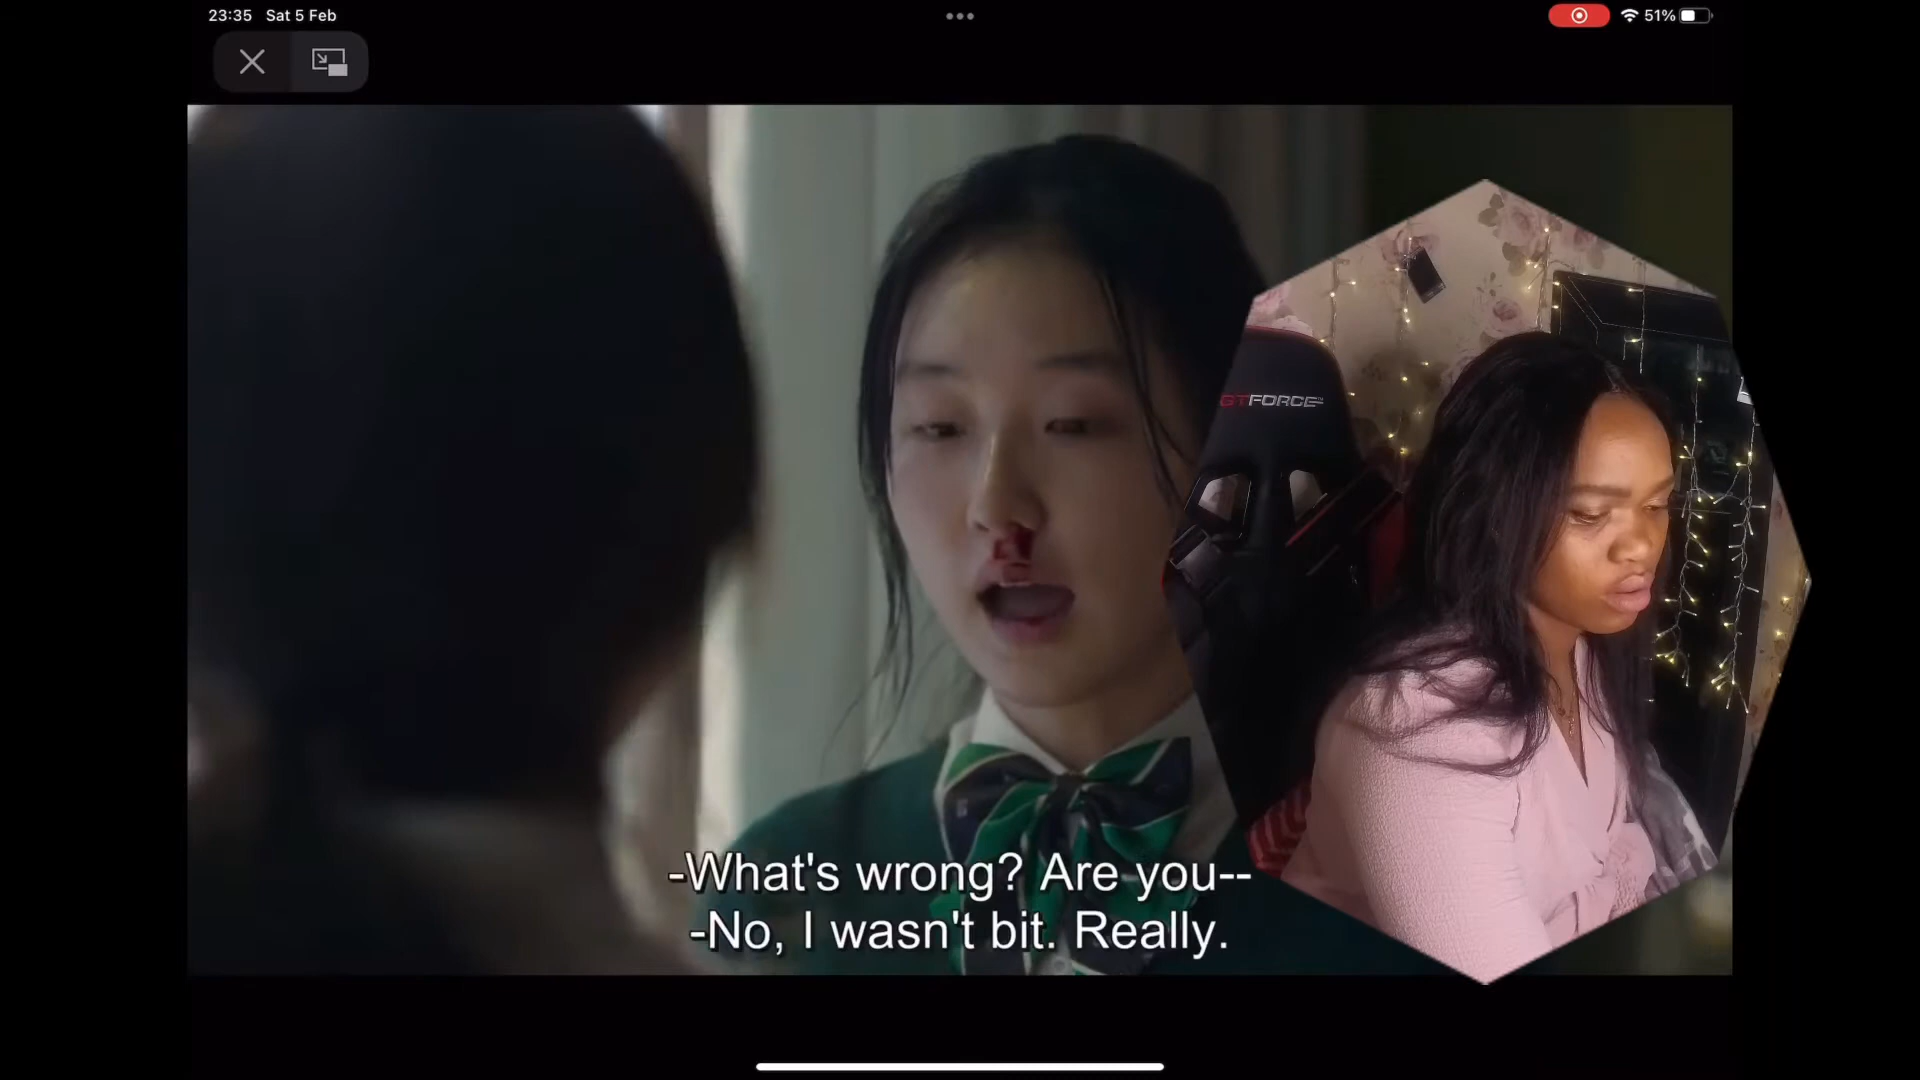 23:35 Sat 5 Feb
51%
GTFORCE
-What's wrong? Are you--
-No, I wasn't bit. Really.